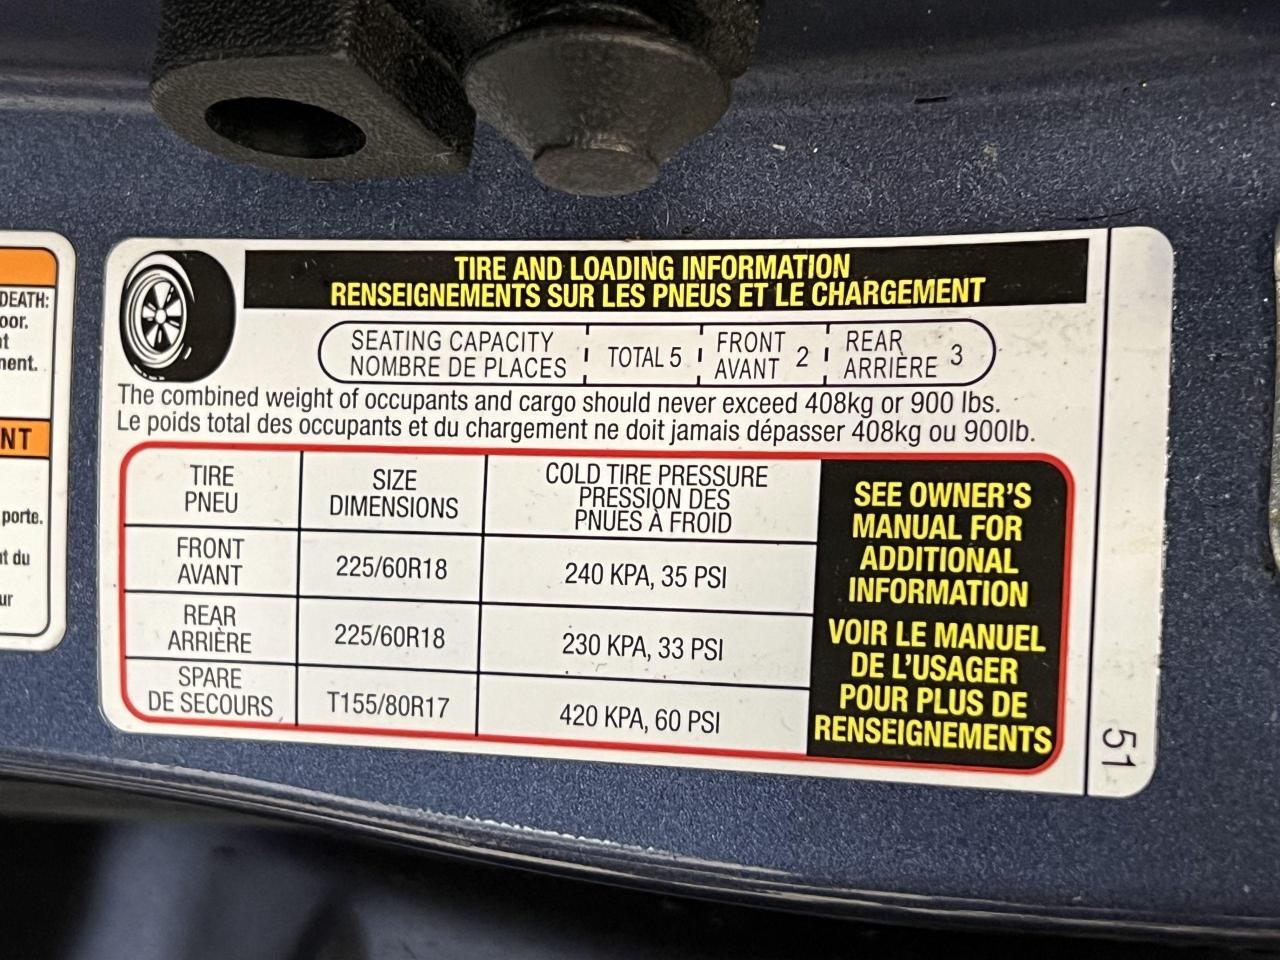 DEATH:
TIRE AND LOADING INFORMATION
RENSEIGNEMENTS SUR LES PNEUS ET LE CHARGEMENT
SEATING CAPACITY
NOMBRE DE PLACES
TOTAL 5
FRONT
AVANT 2
REAR
ARRIÈRE 3
The combined weight of occupants and cargo should never exceed 408kg or 900 lbs.
Le poids total des occupants et du chargement ne doit jamais dépasser 408kg ou 900lb.
TIRE
PNEU
SIZE
DIMENSIONS
COLD TIRE PRESSURE
PRESSION DES
PNUES À FROID
FRONT
AVANT
225/60R18
240 KPA, 35 PSI
REAR
ARRIÈRE
225/60R18
230 KPA, 33 PSI
SPARE
DE SECOURS
T155/80R17
420 KPA, 60 PSI
SEE OWNER'S
MANUAL FOR
ADDITIONAL
INFORMATION
VOIR LE MANUEL
DE L'USAGER
POUR PLUS DE
RENSEIGNEMENTS
51
porte.
du